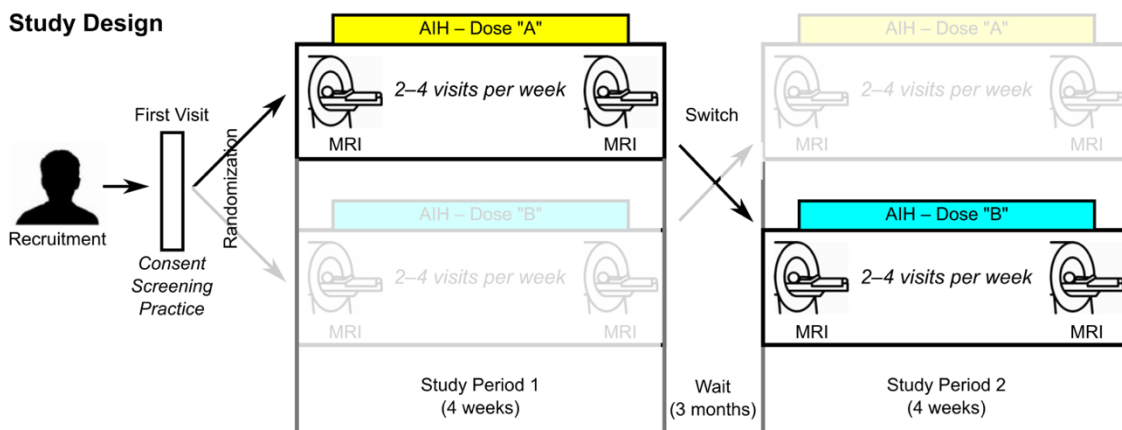 Study Design
AIH – Dose "A"
AIH – Dose "A"
2–4 visits per week
2–4 visits per week
First Visit
Switch
MRI
MRI
MRI
MRI
Randomization
AIH – Dose "B"
AIH – Dose "B"
Recruitment
Consent
Screening
Practice
2–4 visits per week
2–4 visits per week
MRI
MRI
MRI
MRI
Study Period 1
(4 weeks)
Wait
(3 months)
Study Period 2
(4 weeks)